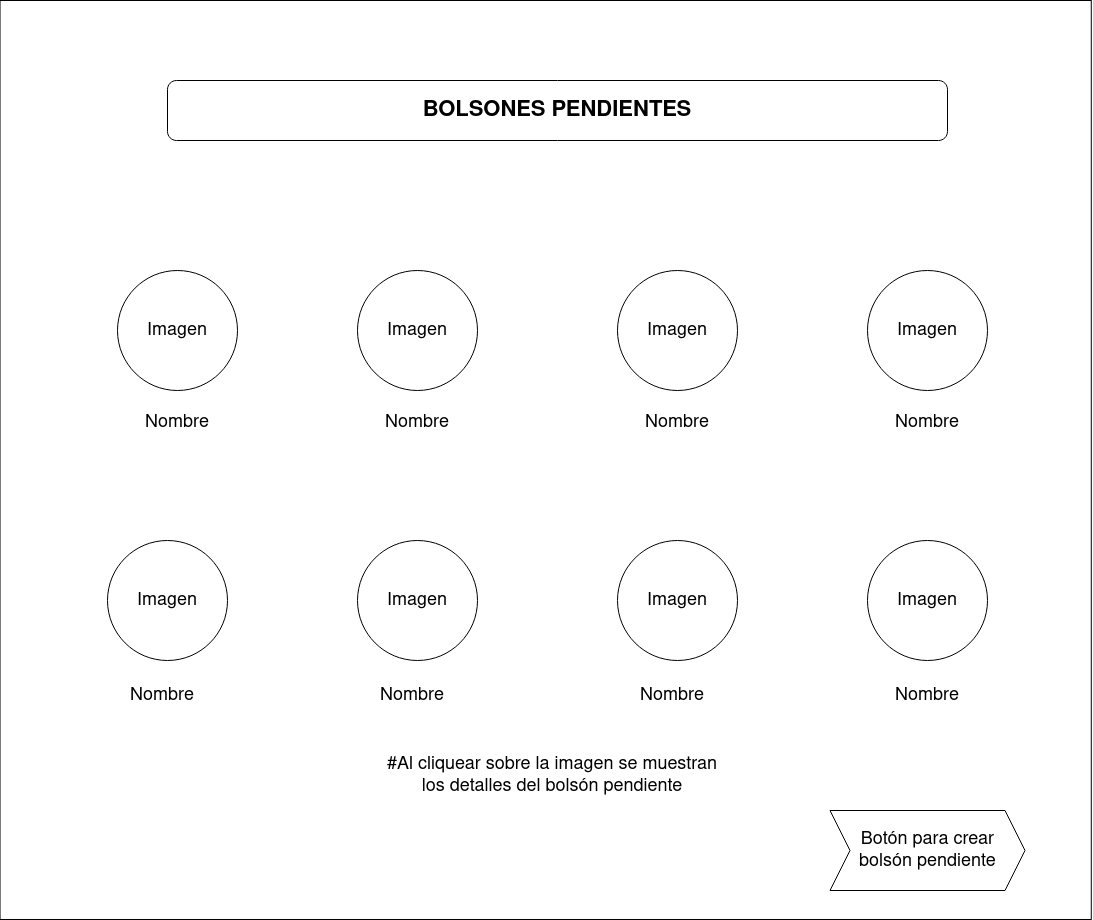 BOLSONES PENDIENTES
Imagen
Imagen
Imagen
Imagen
Nombre
Nombre
Nombre
Nombre
Imagen
Imagen
Imagen
Imagen
Nombre
Nombre
Nombre
Nombre
#Al cliquear sobre la imagen se muestran
los detalles del bolsón pendiente
Botón para crear
bolsón pendiente